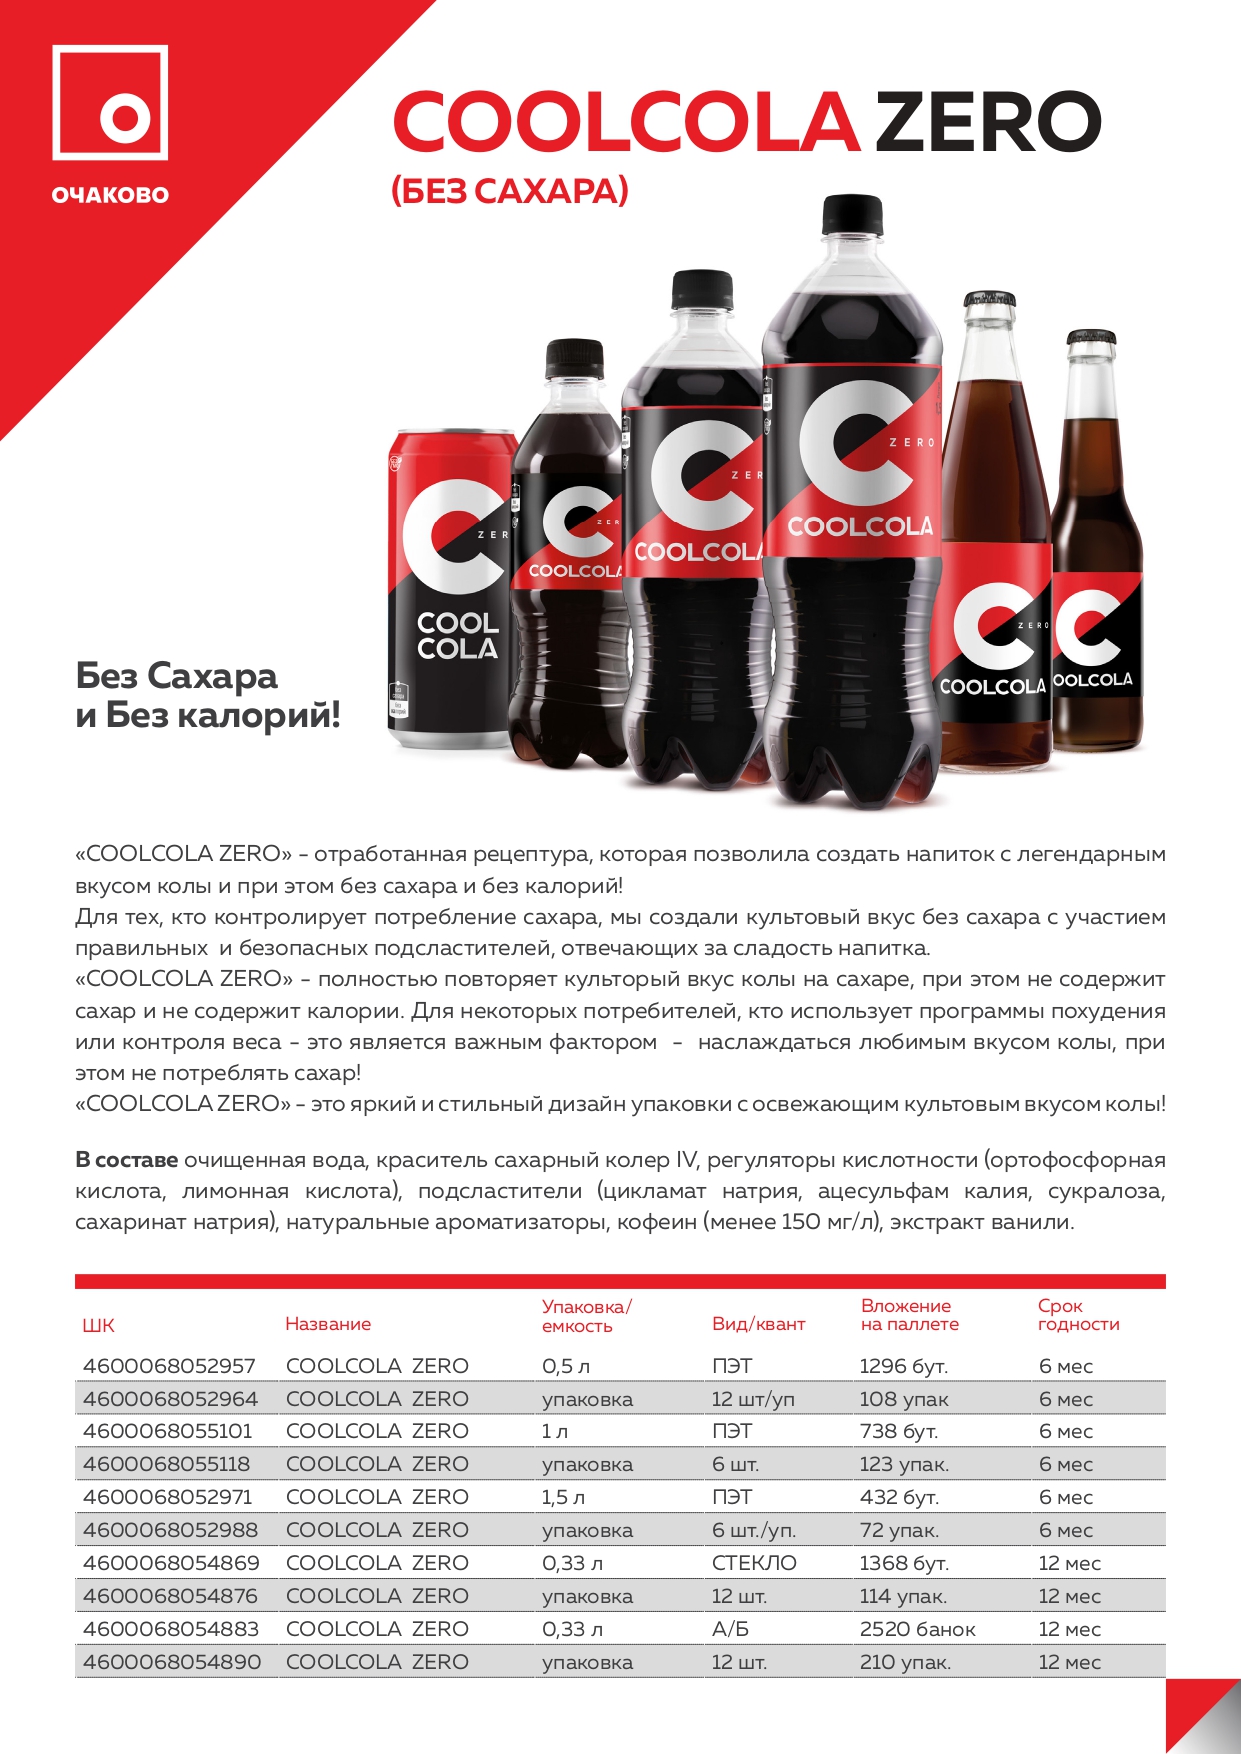 ОЧАКОВО
COOLCOLA ZERO
(БЕЗ САХАРА)
ZERO
COOLCOLA
ZER
COOLCOLA
ZER
COOLCOLA
ZER
COOL
COLA
ZERO
COOLCOLA
OOLCOLA
Без Сахара
и Без калорий!
«COOLCOLA ZERO» - отработанная рецептура, которая позволила создать напиток с легендарным
вкусом колы и при этом без сахара и без калорий!
Для тех, кто контролирует потребление сахара, мы создали культовый вкус без сахара с участием
правильных и безопасных подсластителей, отвечающих за сладость напитка.
«COOLCOLA ZERO» - полностью повторяет культорый вкус колы на сахаре, при этом не содержит
сахар и не содержит калории. Для некоторых потребителей, кто использует программы похудения
или контроля веса - это является важным фактором - наслаждаться любимым вкусом колы, при
этом не потреблять сахар!
«COOLCOLA ZERO» - это яркий и стильный дизайн упаковки с освежающим культовым вкусом колы!
В составе очищенная вода, краситель сахарный колер IV, регуляторы кислотности (ортофосфорная
кислота, лимонная кислота), подсластители (цикламат натрия, ацесульфам калия, сукралоза,
сахаринат натрия), натуральные ароматизаторы, кофеин (менее 150 мг/л), экстракт ванили.
ШК Название Упаковка/ емкость Вид/квант Вложение на паллете Срок годности
4600068052957 COOLCOLA ZERO 0,5 л ПЭТ 1296 бут. 6 мес
4600068052964 COOLCOLA ZERO упаковка 12 шт/уп 108 упак 6 мес
4600068055101 COOLCOLA ZERO 1 л ПЭТ 738 бут. 6 мес
4600068055118 COOLCOLA ZERO упаковка 6 шт. 123 упак. 6 мес
4600068052971 COOLCOLA ZERO 1,5 л ПЭТ 432 бут. 6 мес
4600068052988 COOLCOLA ZERO упаковка 6 шт./уп. 72 упак. 6 мес
4600068054869 COOLCOLA ZERO 0,33 л СТЕКЛО 1368 бут. 12 мес
4600068054876 COOLCOLA ZERO упаковка 12 шт. 114 упак. 12 мес
4600068054883 COOLCOLA ZERO 0,33 л А/Б 2520 банок 12 мес
4600068054890 COOLCOLA ZERO упаковка 12 шт. 210 упак. 12 мес